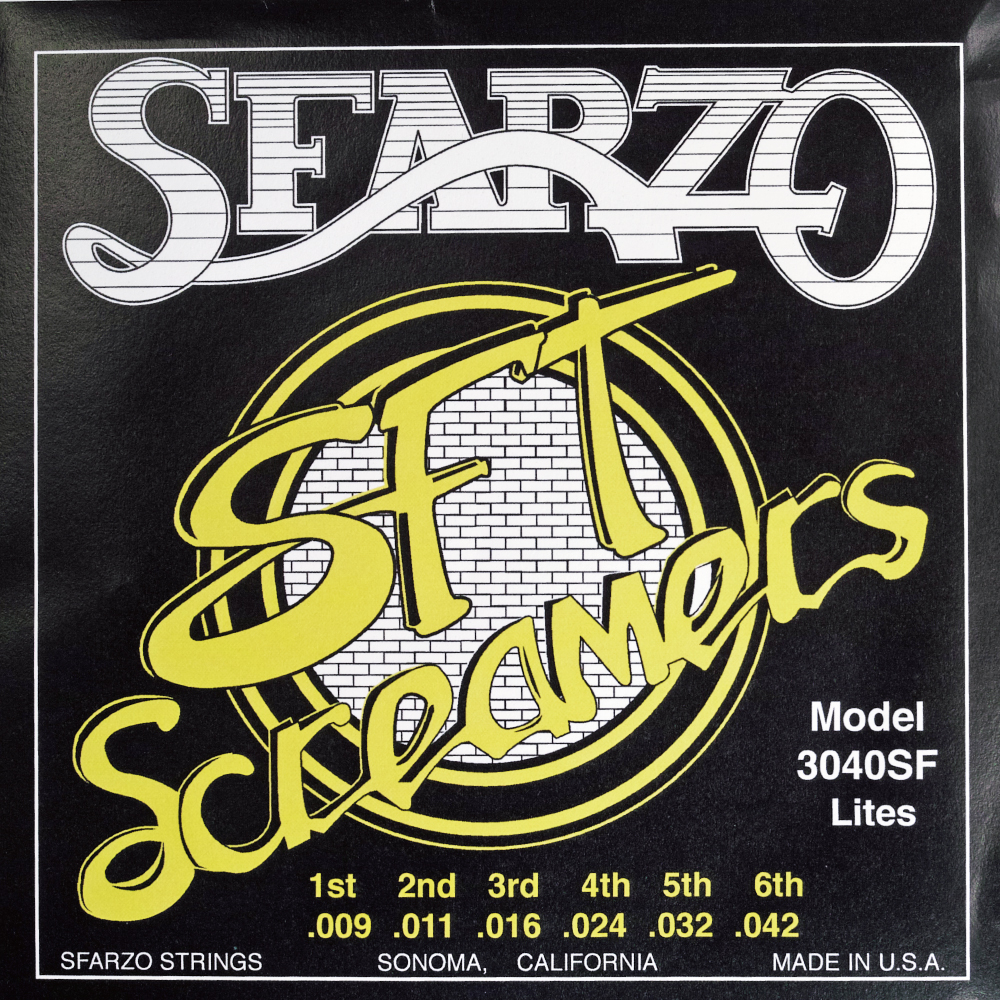 SFARZO
SFT
Screamers
Model
3040SF
Lites
1st 2nd 3rd 4th 5th 6th
.009 .011 .016 .024 .032 .042
SFARZO STRINGS SONOMA, CALIFORNIA MADE IN U.S.A.